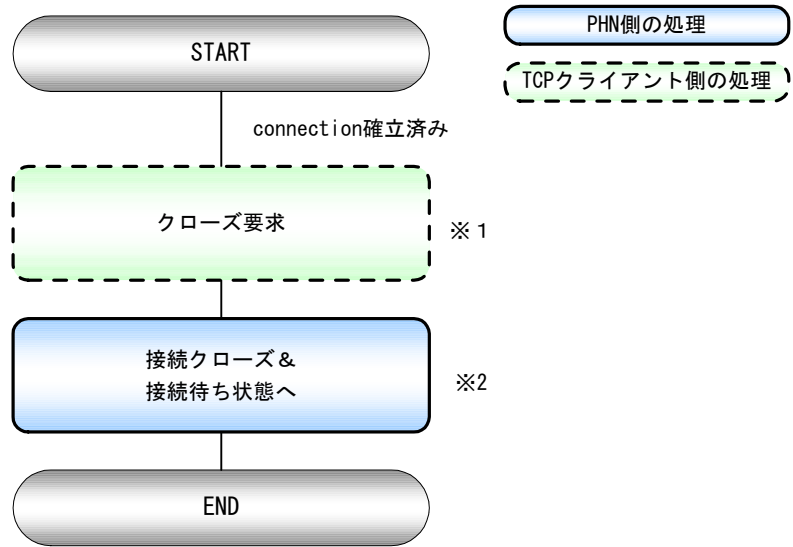 START
PHN側の処理
TCPクライアント側の処理
connection確立済み
クローズ要求
※１
接続クローズ＆
接続待ち状態へ
※2
END